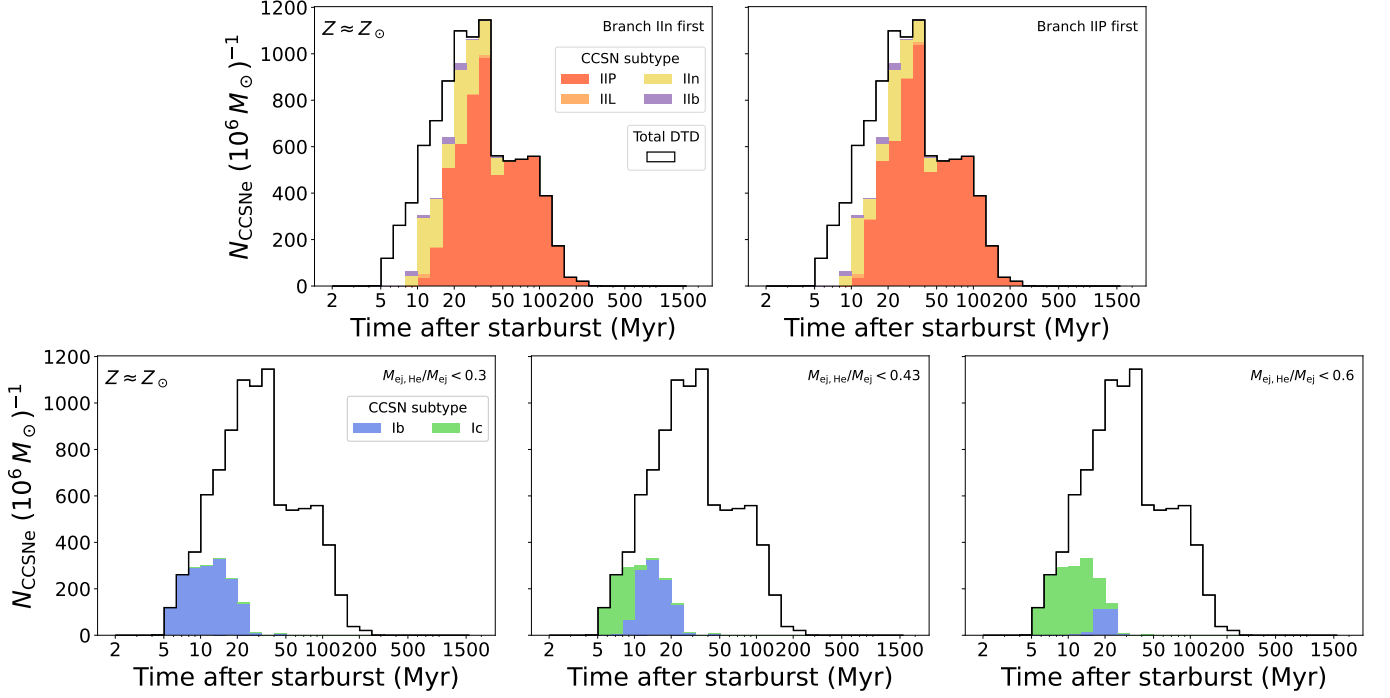 Z ≈ Z⊙
Branch IIn first
CCSN subtype
IIP IIn
IIL IIb
Total DTD
N_CCSNe (10^6 M⊙)^−1
1200
1000
800
600
400
200
0
2 5 10 20 50 100 200 500 1500
Time after starburst (Myr)
Branch IIP first
2 5 10 20 50 100 200 500 1500
Time after starburst (Myr)
Z ≈ Z⊙
M_ej, He/M_ej < 0.3
CCSN subtype
Ib Ic
N_CCSNe (10^6 M⊙)^−1
1200
1000
800
600
400
200
0
2 5 10 20 50 100 200 500 1500
Time after starburst (Myr)
M_ej, He/M_ej < 0.43
2 5 10 20 50 100 200 500 1500
Time after starburst (Myr)
M_ej, He/M_ej < 0.6
2 5 10 20 50 100 200 500 1500
Time after starburst (Myr)